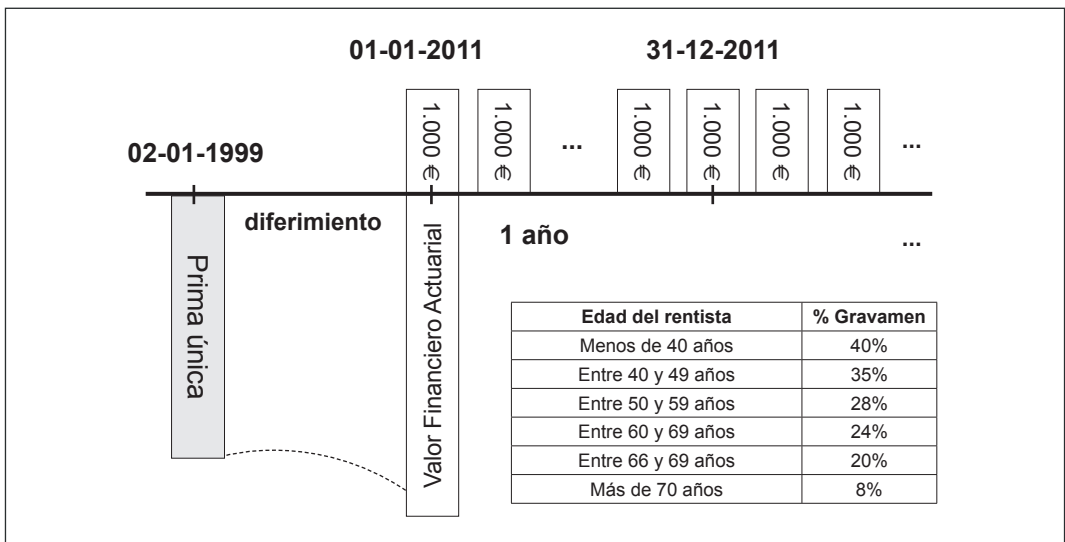 01-01-2011 31-12-2011
1.000 € 1.000 € ... 1.000 € 1.000 € 1.000 € 1.000 € ...
02-01-1999
diferimiento
1 año ...
Prima única
Valor Financiero Actuarial
Edad del rentista % Gravamen
Menos de 40 años 40%
Entre 40 y 49 años 35%
Entre 50 y 59 años 28%
Entre 60 y 69 años 24%
Entre 66 y 69 años 20%
Más de 70 años 8%